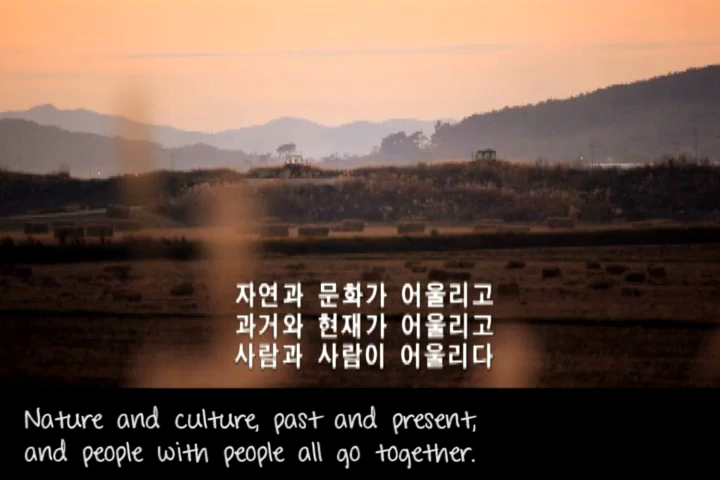 자연과 문화가 어울리고
과거와 현재가 어울리고
사람과 사람이 어울리다
Nature and culture, past and present,
and people with people all go together.